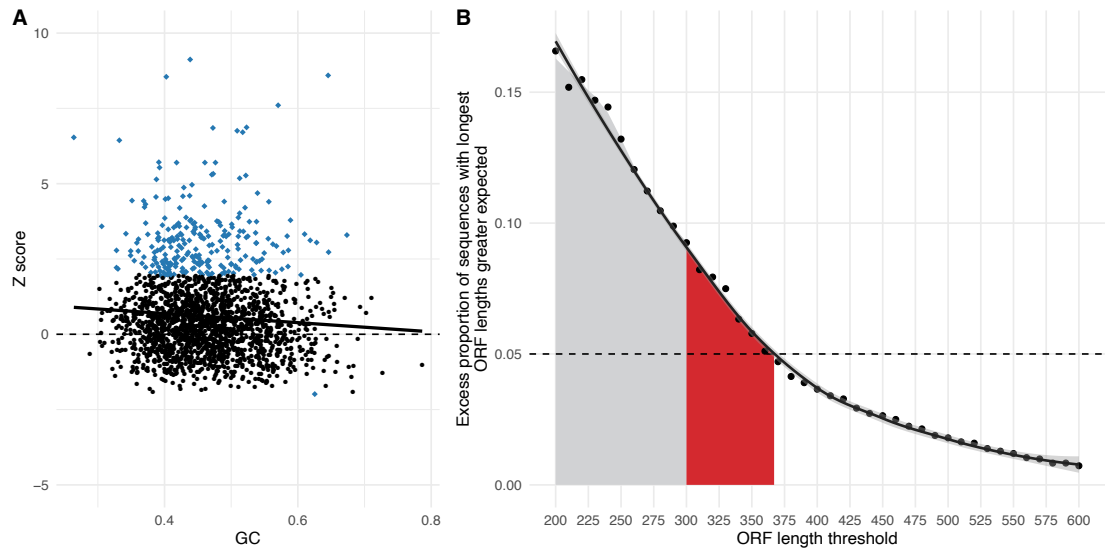 A
10
5
0
−5
Z score
0.4
0.6
0.8
GC
B
Excess proportion of sequences with longest
ORF lengths greater expected
0.15
0.10
0.05
0.00
200 225 250 275 300 325 350 375 400 425 450 475 500 525 550 575 600
ORF length threshold